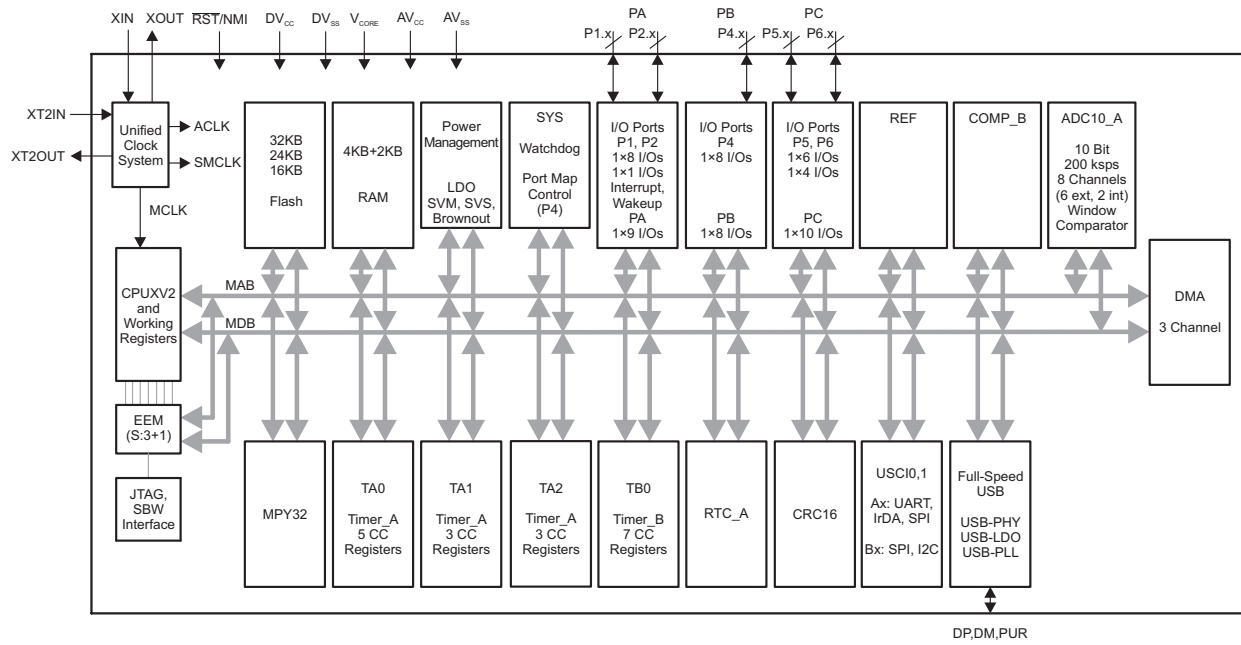 XIN
XOUT
RST/NMI
DVCC
DVSS
VCORE
AVCC
AVSS
PA
P1.x
P2.x
PB
P4.x
PC
P5.x
P6.x
XT2IN
XT2OUT
Unified
Clock
System
ACLK
SMCLK
MCLK
32KB
24KB
16KB
Flash
4KB+2KB
RAM
Power
Management
LDO
SVM, SVS,
Brownout
SYS
Watchdog
Port Map
Control
(P4)
I/O Ports
P1, P2
1×8 I/Os
1×1 I/Os
Interrupt,
Wakeup
PA
1×9 I/Os
I/O Ports
P4
1×8 I/Os
PB
1×8 I/Os
I/O Ports
P5, P6
1×6 I/Os
1×4 I/Os
PC
1×10 I/Os
REF
COMP_B
ADC10_A
10 Bit
200 ksps
8 Channels
(6 ext, 2 int)
Window
Comparator
CPUXV2
and
Working
Registers
MAB
MDB
DMA
3 Channel
EEM
(S:3+1)
JTAG,
SBW
Interface
MPY32
TA0
Timer_A
5 CC
Registers
TA1
Timer_A
3 CC
Registers
TA2
Timer_A
3 CC
Registers
TB0
Timer_B
7 CC
Registers
RTC_A
CRC16
USCI0,1
Ax: UART,
IrDA, SPI
Bx: SPI, I2C
Full-Speed
USB
USB-PHY
USB-LDO
USB-PLL
DP,DM,PUR